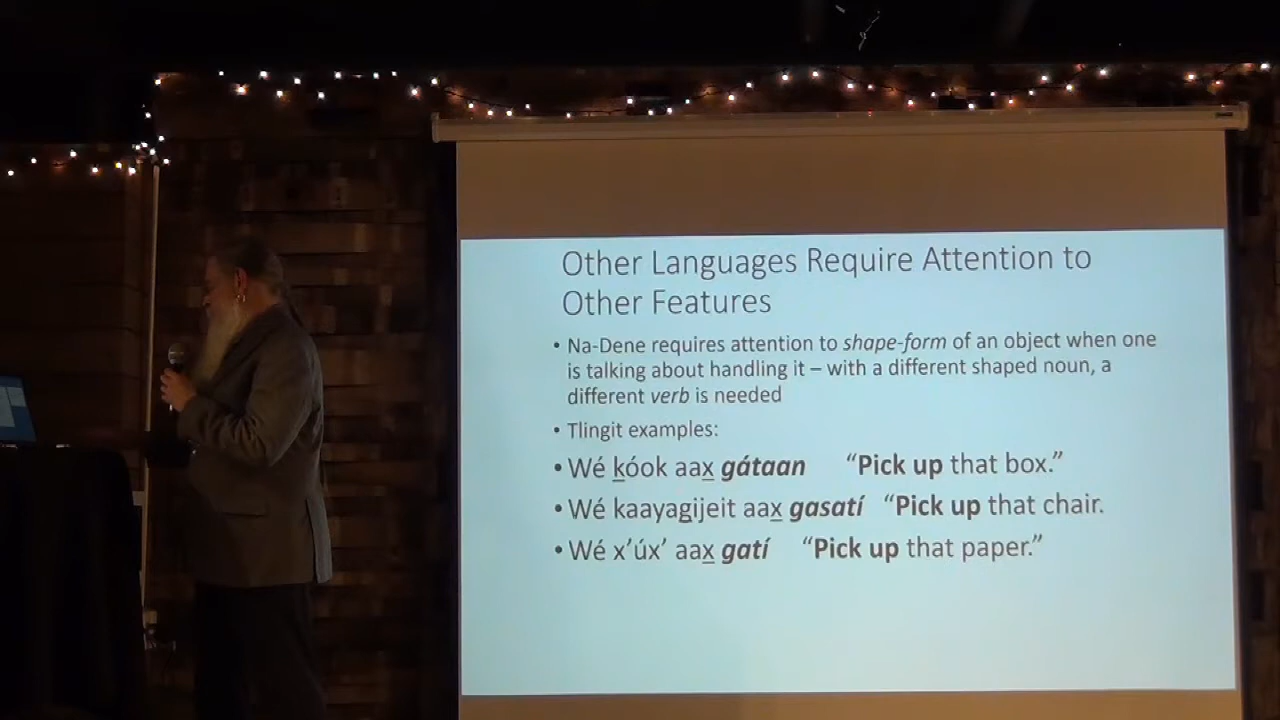 Other Languages Require Attention to
Other Features
• Na-Dene requires attention to shape-form of an object when one
is talking about handling it – with a different shaped noun, a
different verb is needed
• Tlingit examples:
• Wé ḵóok aax̱ gátaan “Pick up that box.”
• Wé kaayag̱ijeit aax̱ gasatí “Pick up that chair.
• Wé x’úx’ aax̱ gatí “Pick up that paper.”